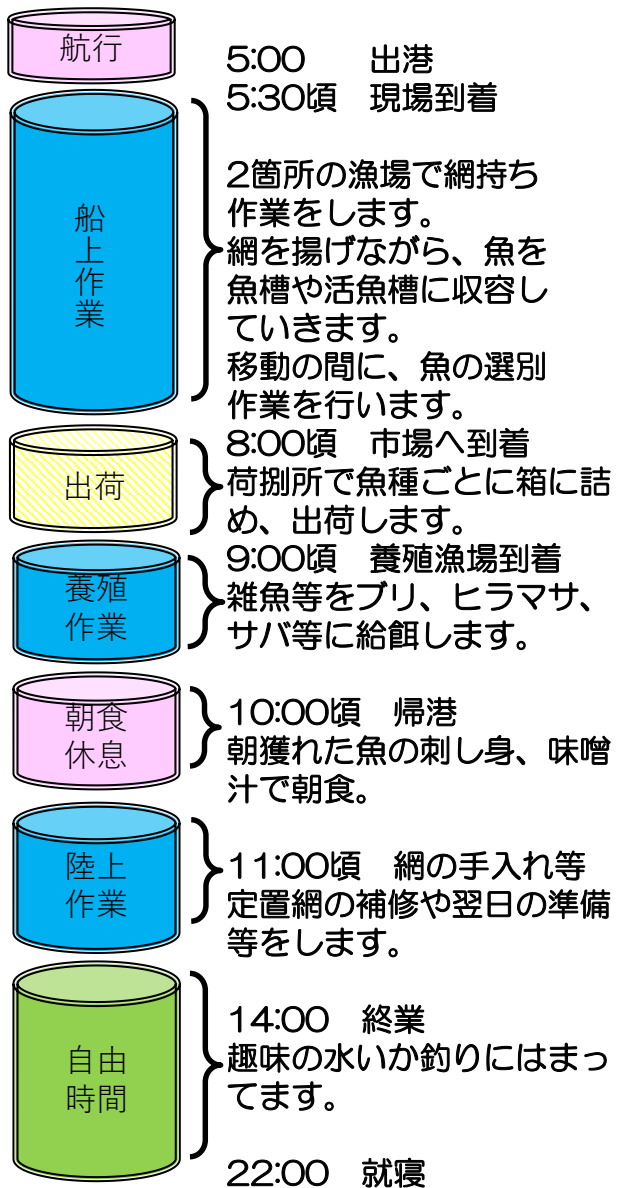 航行
5:00　出港
5:30頃　現場到着
船上作業
2箇所の漁場で網持ち
作業をします。
網を揚げながら、魚を
魚槽や活魚槽に収容し
ていきます。
移動の間に、魚の選別
作業を行います。
出荷
8:00頃　市場へ到着
荷捌所で魚種ごとに箱に詰
め、出荷します。
養殖
作業
9:00頃　養殖漁場到着
雑魚等をブリ、ヒラマサ、
サバ等に給餌します。
朝食
休息
10:00頃　帰港
朝獲れた魚の刺し身、味噌
汁で朝食。
陸上
作業
11:00頃　網の手入れ等
定置網の補修や翌日の準備
等をします。
自由
時間
14:00　終業
趣味の水いか釣りにはまっ
てます。
22:00　就寝